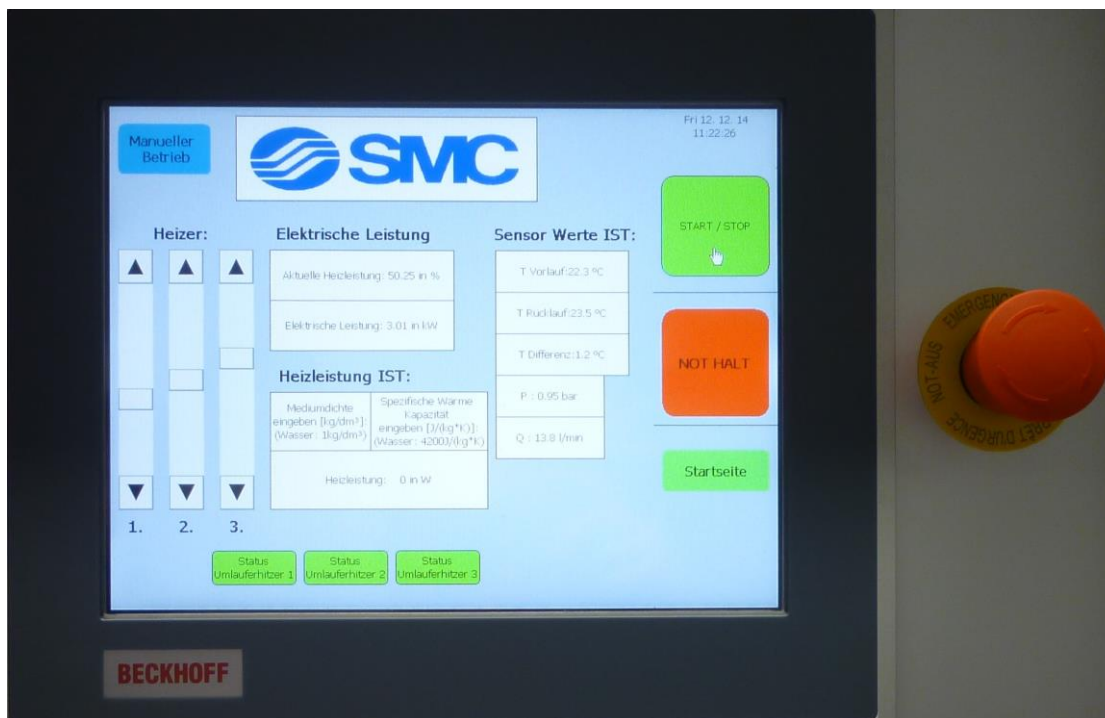 Manueller
Betrieb
SMC
Fri 12. 12. 14
11:22:26
START / STOP
Heizer:
1.
2.
3.
Elektrische Leistung
Aktuelle Heizleistung: 50.25 in %
Elektrische Leistung: 3.01 in kW
Heizleistung IST:
Mediumdichte
eingeben [kg/dm³]:
(Wasser: 1kg/dm³)
Spezifische Wärme
Kapazität
eingeben [J/(kg*K)]:
(Wasser: 4200J/(kg*K)
Heizleistung: 0 in W
Sensor Werte IST:
T Vorlauf:22.3 ºC
T Rücklauf:23.5 ºC
T Differenz:1.2 ºC
P : 0.95 bar
Q : 13.8 l/min
NOT HALT
Startseite
Status
Umlauferhitzer 1
Status
Umlauferhitzer 2
Status
Umlauferhitzer 3
BECKHOFF
NOT-AUS